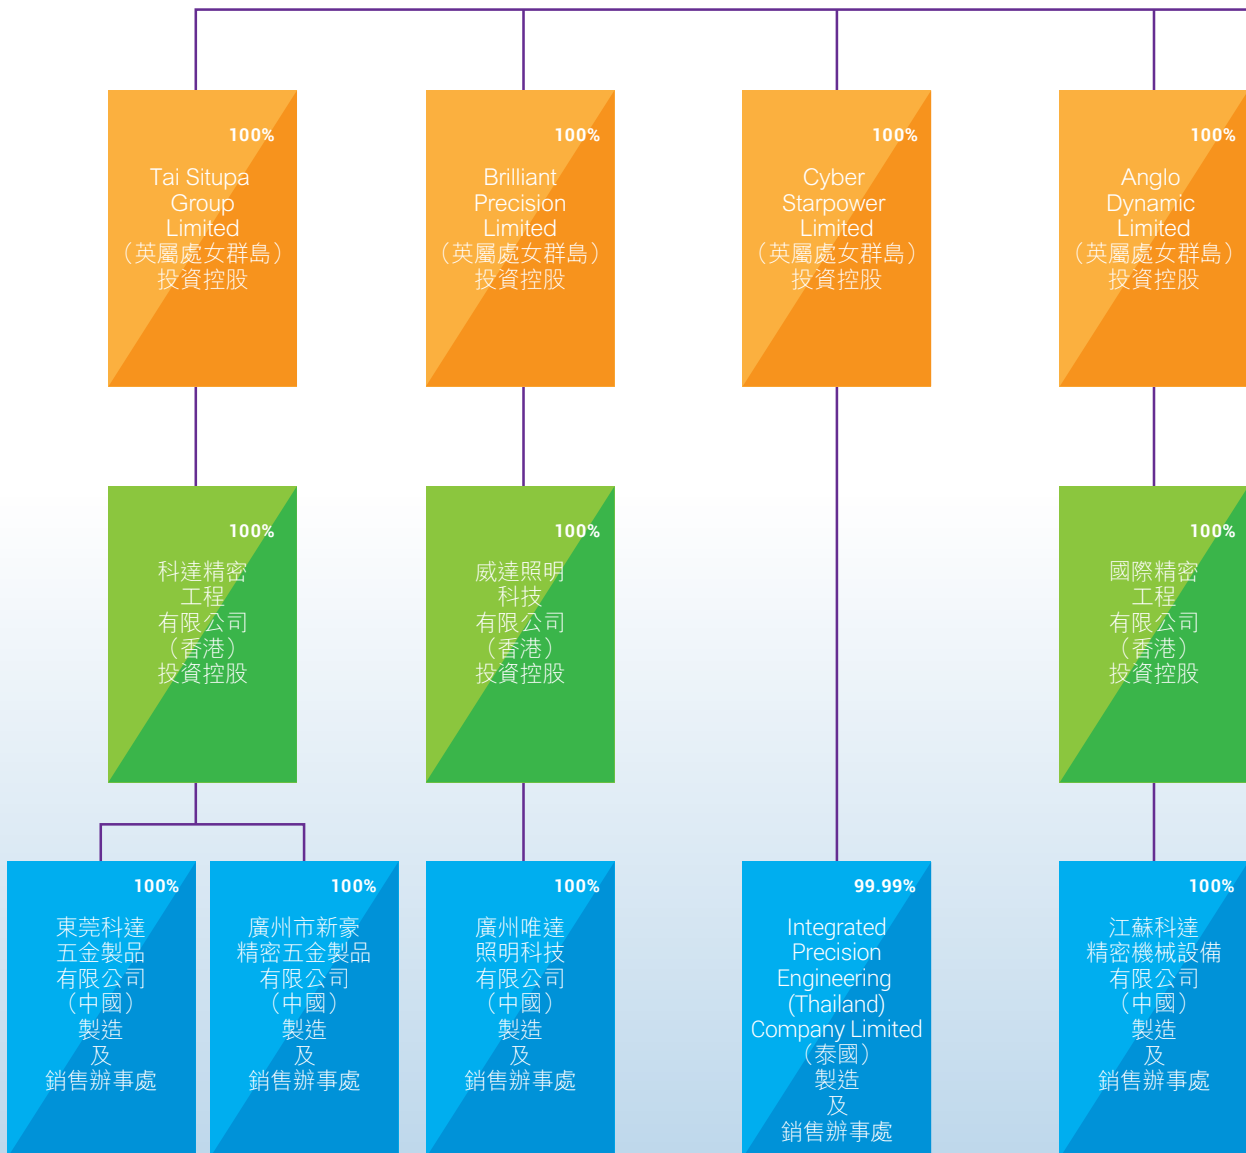 100%
Tai Situpa
Group
Limited
（英屬處女群島）
投資控股
100%
Brilliant
Precision
Limited
（英屬處女群島）
投資控股
100%
Cyber
Starpower
Limited
（英屬處女群島）
投資控股
100%
Anglo
Dynamic
Limited
（英屬處女群島）
投資控股
100%
科達精密
工程
有限公司
（香港）
投資控股
100%
威達照明
科技
有限公司
（香港）
投資控股
100%
國際精密
工程
有限公司
（香港）
投資控股
100%
東莞科達
五金製品
有限公司
（中國）
製造
及
銷售辦事處
100%
廣州市新豪
精密五金製品
有限公司
（中國）
製造
及
銷售辦事處
100%
廣州唯達
照明科技
有限公司
（中國）
製造
及
銷售辦事處
99.99%
Integrated
Precision
Engineering
(Thailand)
Company Limited
（泰國）
製造
及
銷售辦事處
100%
江蘇科達
精密機械設備
有限公司
（中國）
製造
及
銷售辦事處